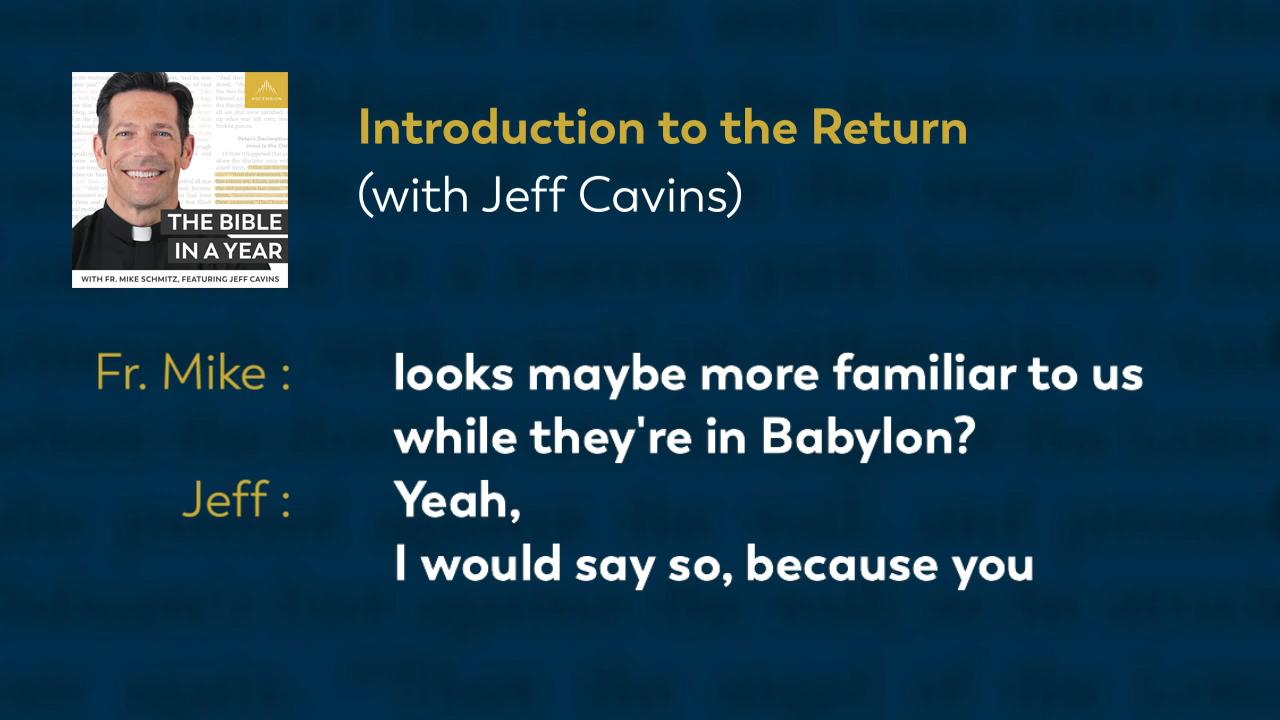 ASCENSION
THE BIBLE
IN A YEAR
WITH FR. MIKE SCHMITZ, FEATURING JEFF CAVINS
Introduction to the Return
(with Jeff Cavins)
Fr. Mike : looks maybe more familiar to us
while they're in Babylon?
Jeff : Yeah,
I would say so, because you